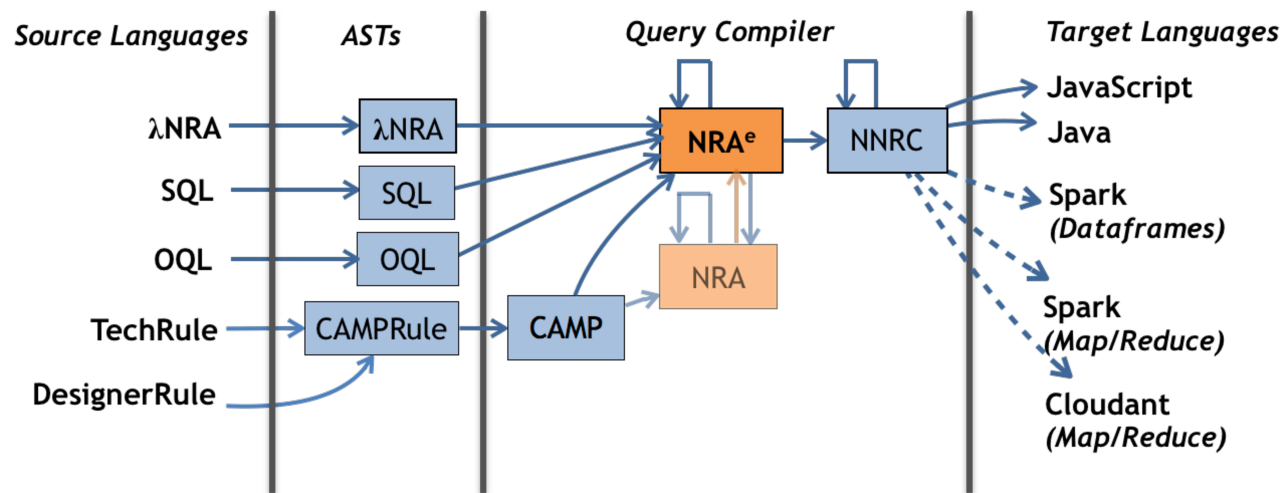 Source Languages
ASTs
Query Compiler
Target Languages
λNRA
SQL
OQL
TechRule
DesignerRule
λNRA
SQL
OQL
CAMPRule
CAMP
NRAᵉ
NRA
NNRC
JavaScript
Java
Spark
(Dataframes)
Spark
(Map/Reduce)
Cloudant
(Map/Reduce)